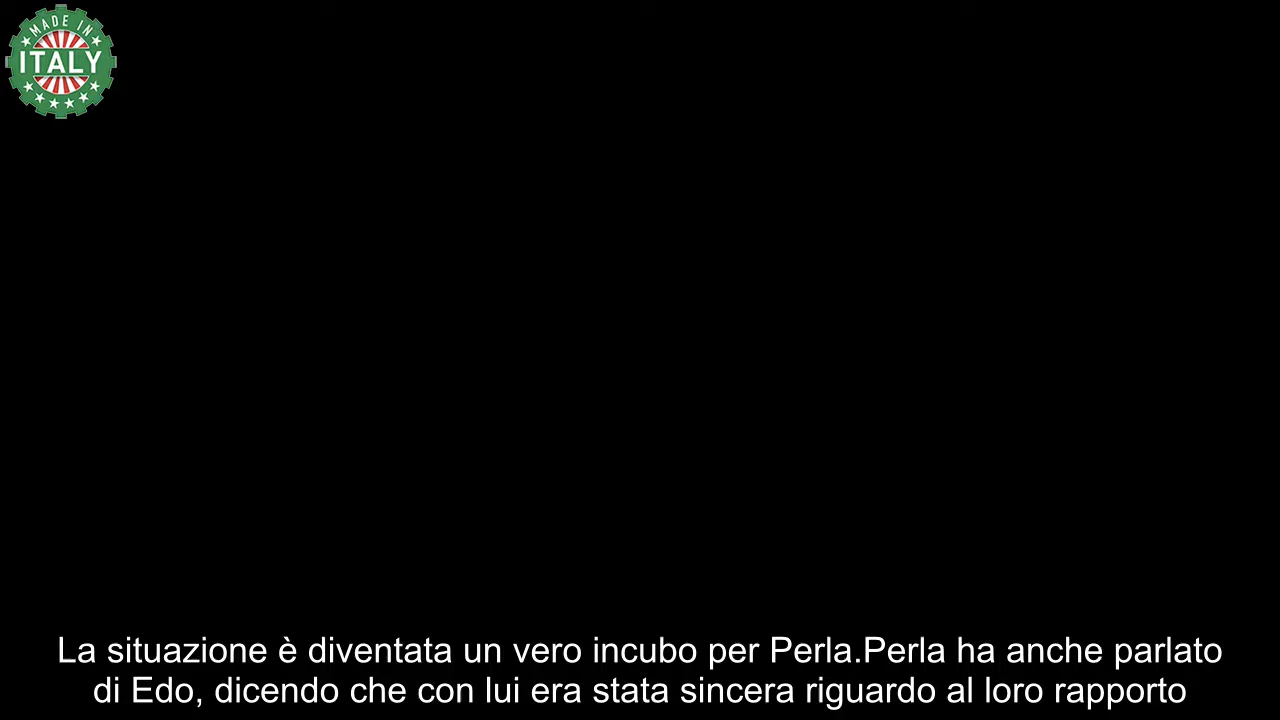 MADE IN
ITALY
La situazione è diventata un vero incubo per Perla.Perla ha anche parlato
di Edo, dicendo che con lui era stata sincera riguardo al loro rapporto